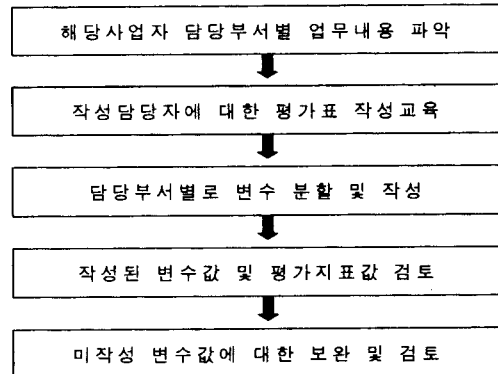 해당사업자 담당부서별 업무내용 파악
작성담당자에 대한 평가표 작성교육
담당부서별로 변수 분할 및 작성
작성된 변수값 및 평가지표값 검토
미작성 변수값에 대한 보완 및 검토